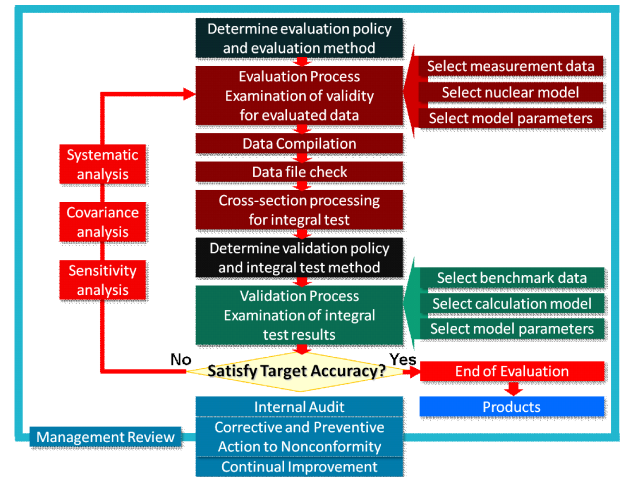 Determine evaluation policy
and evaluation method
Evaluation Process
Examination of validity
for evaluated data
Select measurement data
Select nuclear model
Select model parameters
Data Compilation
Data file check
Cross-section processing
for integral test
Systematic
analysis
Covariance
analysis
Sensitivity
analysis
Determine validation policy
and integral test method
Validation Process
Examination of integral
test results
Select benchmark data
Select calculation model
Select model parameters
No
Satisfy Target Accuracy?
Yes
End of Evaluation
Products
Internal Audit
Corrective and Preventive
Action to Nonconformity
Continual Improvement
Management Review